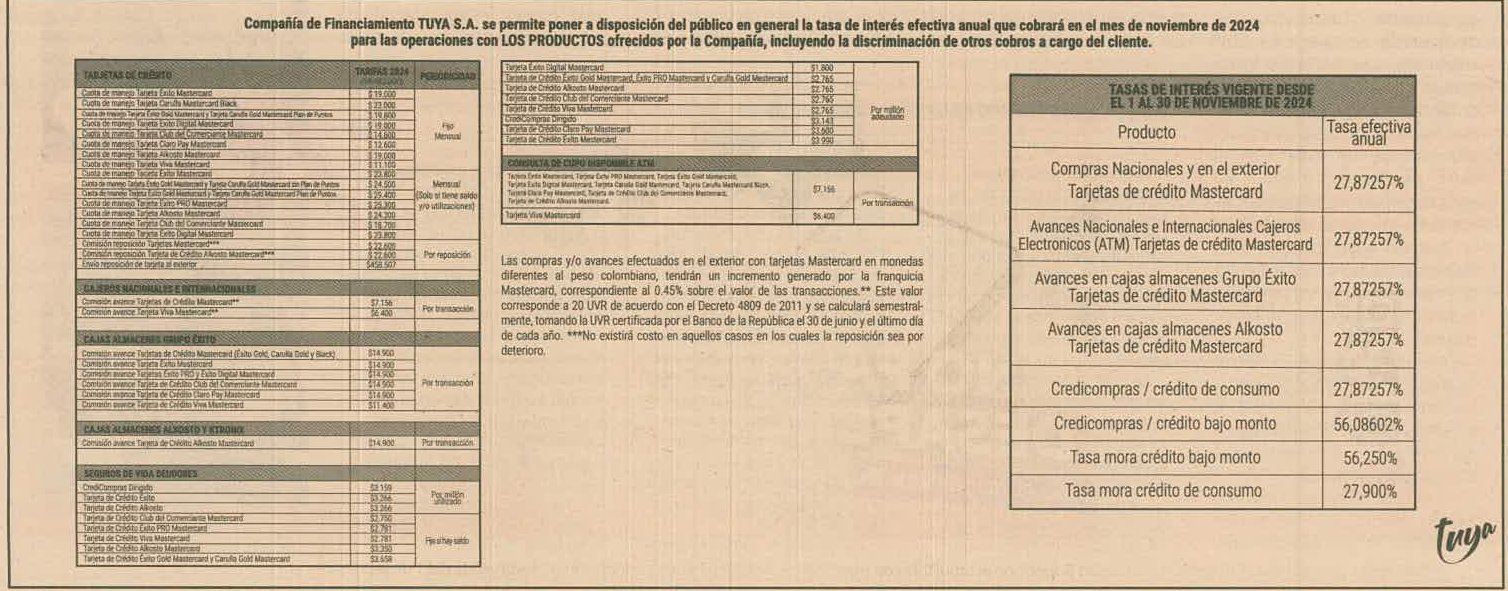 Compañía de Financiamiento TUYA S.A. se permite poner a disposición del público en general la tasa de interés efectiva anual que cobrará en el mes de noviembre de 2024
para las operaciones con LOS PRODUCTOS ofrecidos por la Compañía, incluyendo la discriminación de otros cobros a cargo del cliente.
TARJETAS DE CRÉDITO TARIFAS 2024 PERIODICIDAD
Cuota de manejo Tarjeta Éxito Mastercard $ 19.000
Cuota de manejo Tarjeta Carulla Mastercard Black $ 23.000
Cuota de manejo Tarjeta Éxito Gold Mastercard y Tarjeta Carulla Gold Mastercard Plan de Puntos
Cuota de manejo Tarjeta Éxito Digital Mastercard
Cuota de manejo Tarjeta Club del Comerciante Mastercard
Cuota de manejo Tarjeta Claro Pay Mastercard $ 12.600
Cuota de manejo Tarjeta Alkosto Mastercard $ 19.000
Cuota de manejo Tarjeta Viva Mastercard $ 11.100
Fijo
Mensual
Cuota de manejo Tarjeta Éxito Mastercard $ 23.800
Cuota de manejo Tarjeta Éxito Gold Mastercard y Tarjeta Carulla Gold Mastercard sin Plan de Puntos $ 24.500
Cuota de manejo Tarjeta Éxito Gold Mastercard y Tarjeta Carulla Gold Mastercard Plan de Puntos $ 25.400
Cuota de manejo Tarjeta Éxito PRO Mastercard
Cuota de manejo Tarjeta Alkosto Mastercard
Cuota de manejo Tarjeta Club del Comerciante Mastercard
Cuota de manejo Tarjeta Éxito Digital Mastercard $ 23.800
Mensual
(Solo si tiene saldo
y/o utilizaciones)
Comisión reposición Tarjetas Mastercard*** $ 22.600
Comisión reposición Tarjeta de Crédito Alkosto Mastercard*** $ 22.600
Envío reposición de tarjeta al exterior
Por reposición
CAJEROS NACIONALES E INTERNACIONALES
Comisión avance Tarjetas de Crédito Mastercard** $7.156
Comisión avance Tarjeta Viva Mastercard** $6.400
Por transacción
CAJAS ALMACENES GRUPO ÉXITO
Comisión avance Tarjetas de Crédito Mastercard (Éxito Gold, Carulla Gold y Black) $14.900
Comisión avance Tarjeta Éxito Mastercard $14.900
Comisión avance Tarjetas Éxito PRO y Éxito Digital Mastercard $14.900
Comisión avance Tarjeta de Crédito Club del Comerciante Mastercard $14.900
Comisión avance Tarjeta de Crédito Claro Pay Mastercard $14.900
Comisión avance Tarjeta de Crédito Viva Mastercard $11.400
Por transacción
CAJAS ALMACENES ALKOSTO Y KTRONIX
Comisión avance Tarjeta de Crédito Alkosto Mastercard $14.900 Por transacción
SEGUROS DE VIDA DEUDORES
CrediCompras Dirigido $3.159
Tarjeta de Crédito Éxito $3.266
Tarjeta de Crédito Alkosto $3.266
Por millón
utilizado
Tarjeta de Crédito Club del Comerciante Mastercard $2.750
Tarjeta de Crédito Éxito PRO Mastercard $2.781
Tarjeta de Crédito Viva Mastercard $2.781
Tarjeta de Crédito Alkosto Mastercard $3.350
Tarjeta de Crédito Éxito Gold Mastercard y Carulla Gold Mastercard $3.658
Fija si hay saldo
Tarjeta Éxito Digital Mastercard $1.800
Tarjeta de Crédito Éxito Gold Mastercard, Éxito PRO Mastercard y Carulla Gold Mastercard $2.765
Tarjeta de Crédito Alkosto Mastercard $2.765
Tarjeta de Crédito Club del Comerciante Mastercard $2.765
Tarjeta de Crédito Viva Mastercard $2.765
CrediCompras Dirigido $3.143
Tarjeta de Crédito Claro Pay Mastercard $3.600
Tarjeta de Crédito Éxito Mastercard $3.990
Por millón
adeudado
CONSULTA DE CUPO DISPONIBLE ATM
Tarjeta Éxito Mastercard, Tarjeta Éxito PRO Mastercard, Tarjeta Éxito Gold Mastercard,
Tarjeta Éxito Digital Mastercard, Tarjeta Carulla Gold Mastercard, Tarjeta Carulla Mastercard Black,
Tarjeta Claro Pay Mastercard, Tarjeta de Crédito Club del Comerciante Mastercard,
Tarjeta de Crédito Alkosto Mastercard.
$7.156
Tarjeta Viva Mastercard $6.400
Por transacción
Las compras y/o avances efectuados en el exterior con tarjetas Mastercard en monedas
diferentes al peso colombiano, tendrán un incremento generado por la franquicia
Mastercard, correspondiente al 0.45% sobre el valor de las transacciones.** Este valor
corresponde a 20 UVR de acuerdo con el Decreto 4809 de 2011 y se calculará semestral-
mente, tomando la UVR certificada por el Banco de la República el 30 de junio y el último día
de cada año. ***No existirá costo en aquellos casos en los cuales la reposición sea por
deterioro.
TASAS DE INTERÉS VIGENTE DESDE
EL 1 AL 30 DE NOVIEMBRE DE 2024
Producto Tasa efectiva anual
Compras Nacionales y en el exterior
Tarjetas de crédito Mastercard 27,87257%
Avances Nacionales e Internacionales Cajeros
Electronicos (ATM) Tarjetas de crédito Mastercard 27,87257%
Avances en cajas almacenes Grupo Éxito
Tarjetas de crédito Mastercard 27,87257%
Avances en cajas almacenes Alkosto
Tarjetas de crédito Mastercard 27,87257%
Credicompras / crédito de consumo 27,87257%
Credicompras / crédito bajo monto 56,08602%
Tasa mora crédito bajo monto 56,250%
Tasa mora crédito de consumo 27,900%
tuya